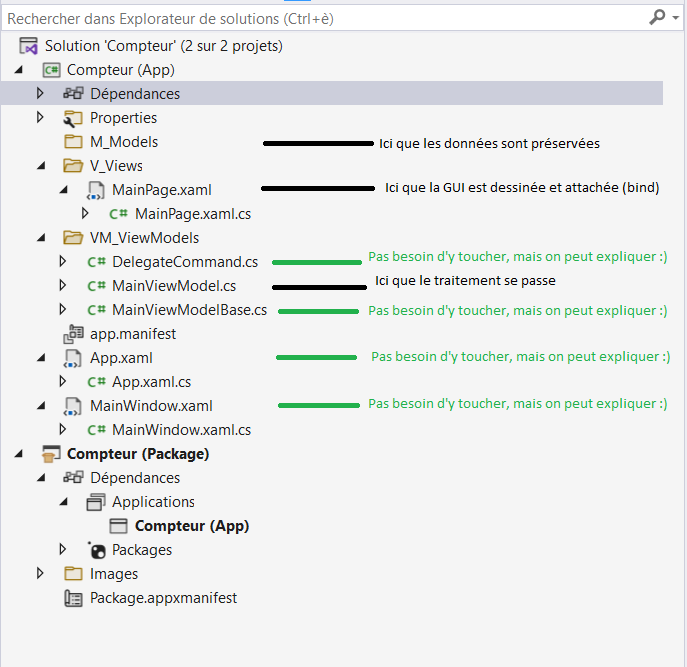 Rechercher dans Explorateur de solutions (Ctrl+è)
Solution 'Compteur' (2 sur 2 projets)
C# Compteur (App)
Dépendances
Properties
M_Models Ici que les données sont préservées
V_Views
MainPage.xaml Ici que la GUI est dessinée et attachée (bind)
C# MainPage.xaml.cs
VM_ViewModels
C# DelegateCommand.cs Pas besoin d'y toucher, mais on peut expliquer :)
C# MainViewModel.cs Ici que le traitement se passe
C# MainViewModelBase.cs Pas besoin d'y toucher, mais on peut expliquer :)
app.manifest
App.xaml Pas besoin d'y toucher, mais on peut expliquer :)
C# App.xaml.cs
MainWindow.xaml Pas besoin d'y toucher, mais on peut expliquer :)
C# MainWindow.xaml.cs
Compteur (Package)
Dépendances
Applications
Compteur (App)
Packages
Images
Package.appxmanifest